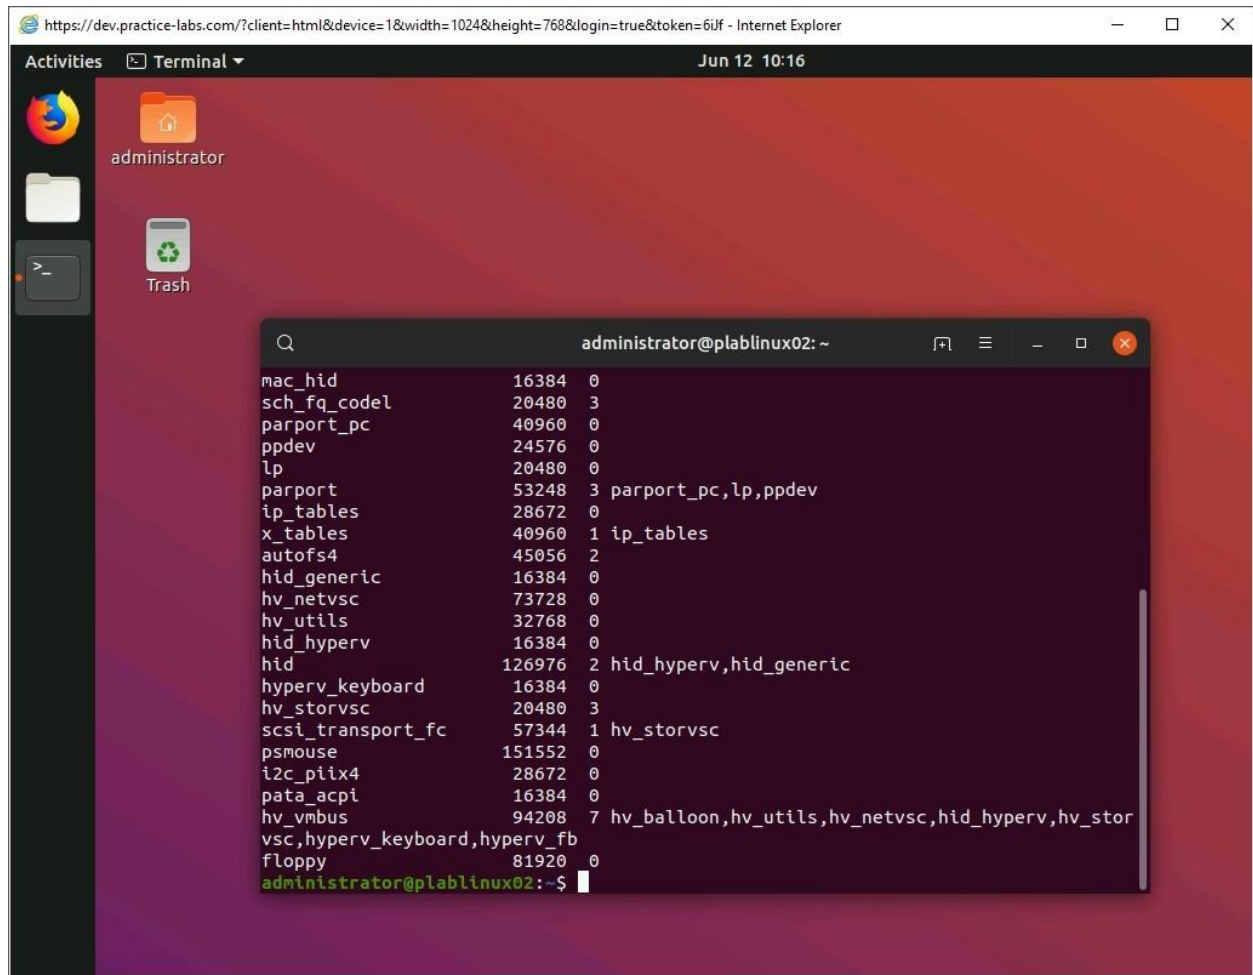 https://dev.practice-labs.com/?client=html&device=1&width=1024&height=768&login=true&token=6iJf - Internet Explorer
Activities Terminal Jun 12 10:16
administrator
Trash
administrator@plablinux02: ~
mac_hid 16384 0
sch_fq_codel 20480 3
parport_pc 40960 0
ppdev 24576 0
lp 20480 0
parport 53248 3 parport_pc,lp,ppdev
ip_tables 28672 0
x_tables 40960 1 ip_tables
autofs4 45056 2
hid_generic 16384 0
hv_netvsc 73728 0
hv_utils 32768 0
hid_hyperv 16384 0
hid 126976 2 hid_hyperv,hid_generic
hyperv_keyboard 16384 0
hv_storvsc 20480 3
scsi_transport_fc 57344 1 hv_storvsc
psmouse 151552 0
i2c_piix4 28672 0
pata_acpi 16384 0
hv_vmbus 94208 7 hv_balloon,hv_utils,hv_netvsc,hid_hyperv,hv_stor
vsc,hyperv_keyboard,hyperv_fb
floppy 81920 0
administrator@plablinux02:~$